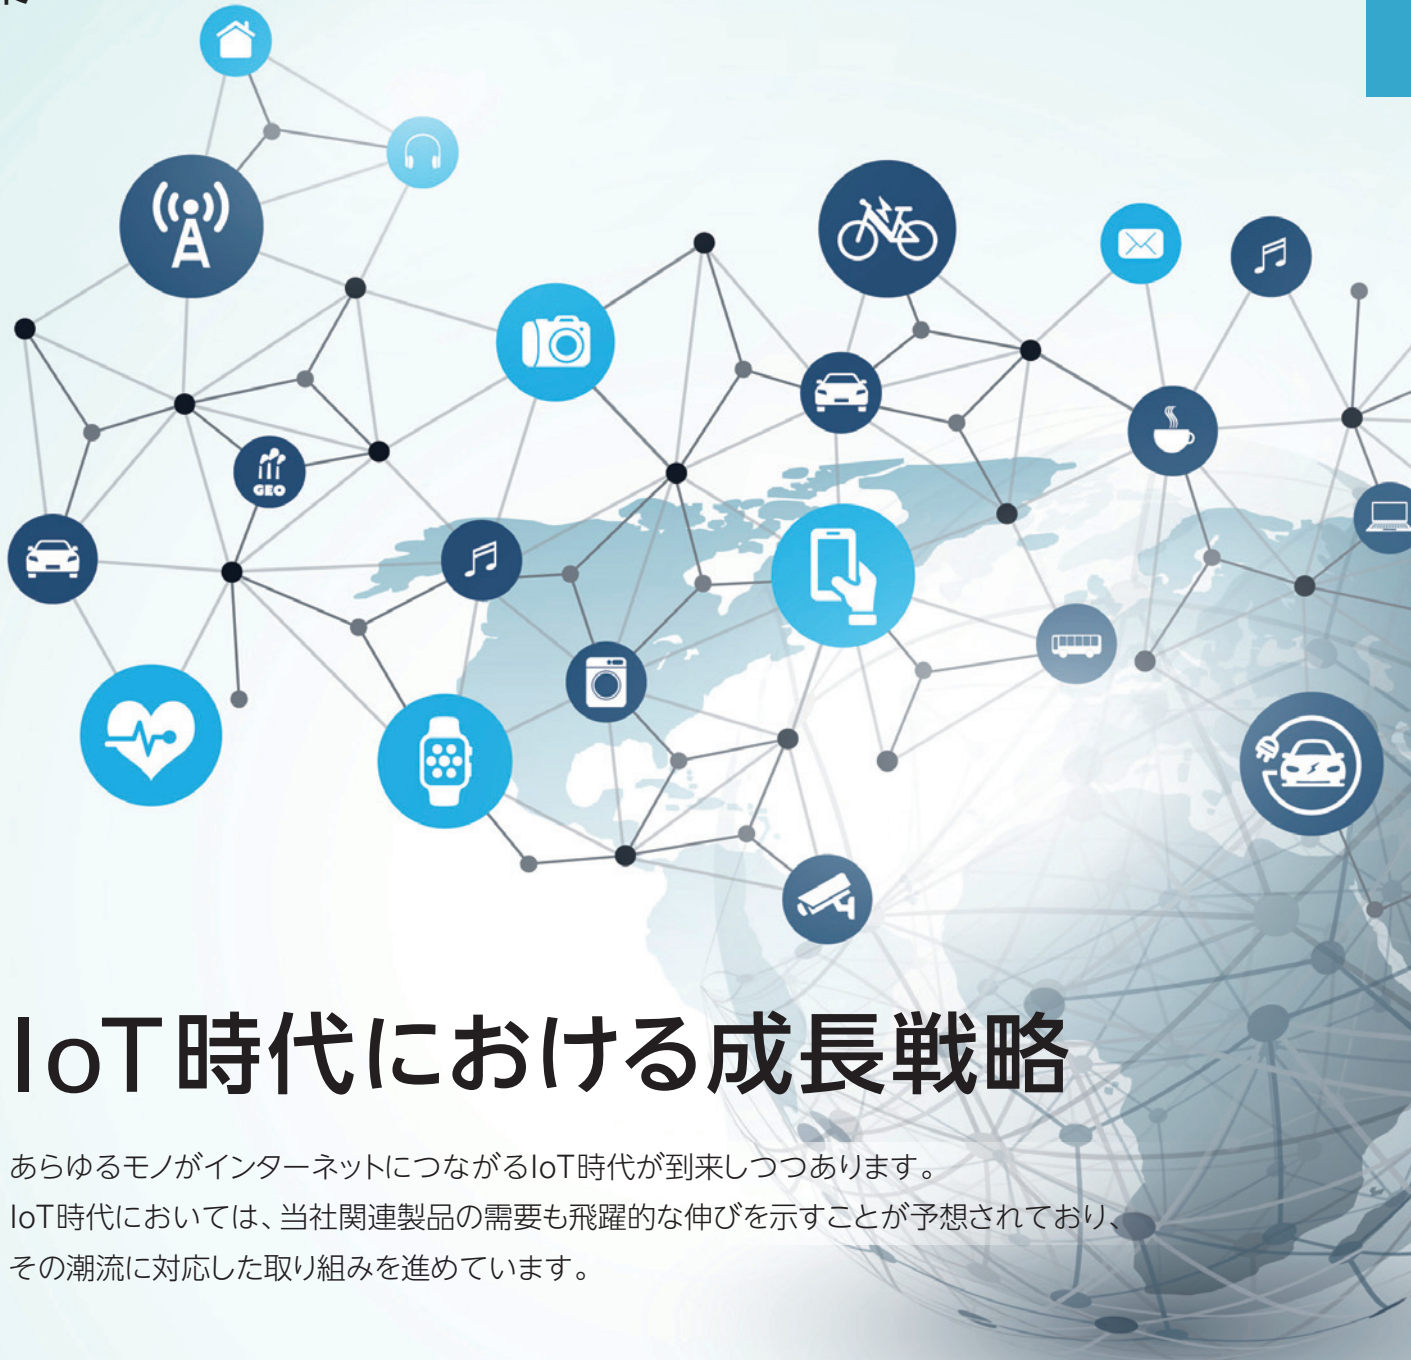 GEO
IoT時代における成長戦略
あらゆるモノがインターネットにつながるIoT時代が到来しつつあります。
IoT時代においては、当社関連製品の需要も飛躍的な伸びを示すことが予想されており、
その潮流に対応した取り組みを進めています。